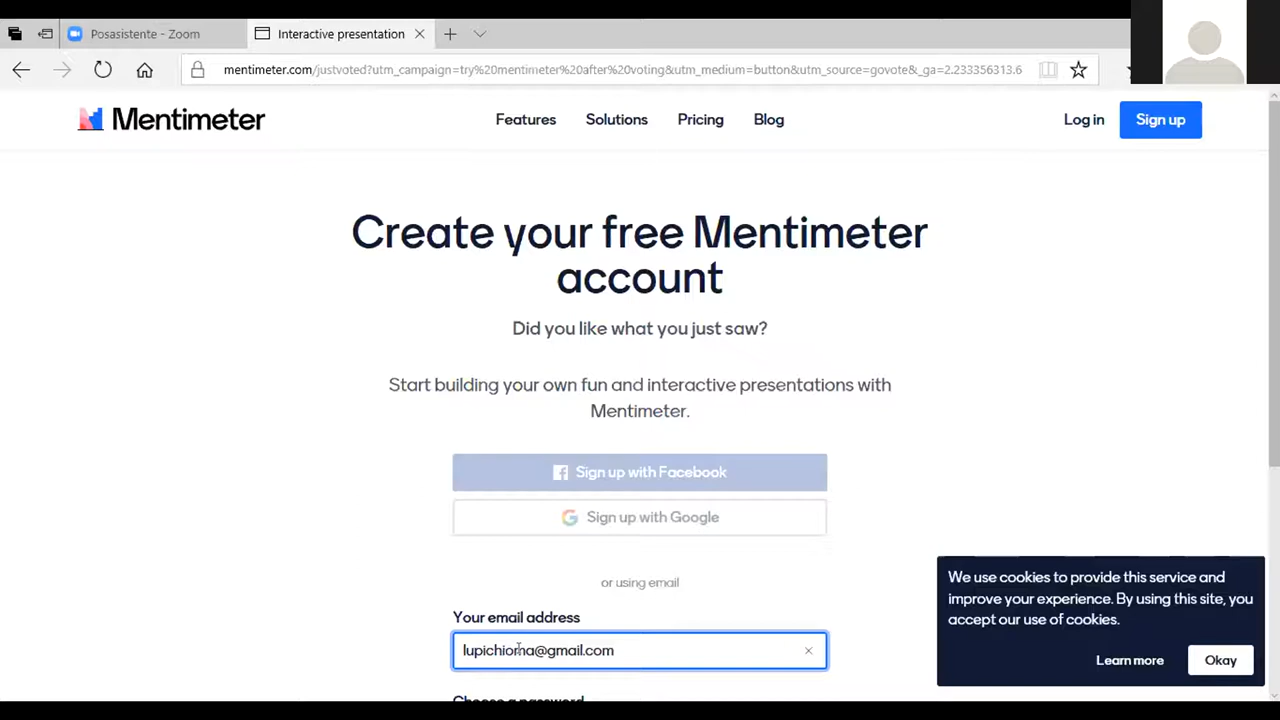 Posasistente - Zoom
Interactive presentation
mentimeter.com/justvoted?utm_campaign=try%20mentimeter%20after%20voting&utm_medium=button&utm_source=govote&_ga=2.233356313.6
Mentimeter
Features
Solutions
Pricing
Blog
Log in
Sign up
Create your free Mentimeter
account
Did you like what you just saw?
Start building your own fun and interactive presentations with
Mentimeter.
Sign up with Facebook
Sign up with Google
or using email
Your email address
lupichioma@gmail.com
Choose a password
We use cookies to provide this service and
improve your experience. By using this site, you
accept our use of cookies.
Learn more
Okay